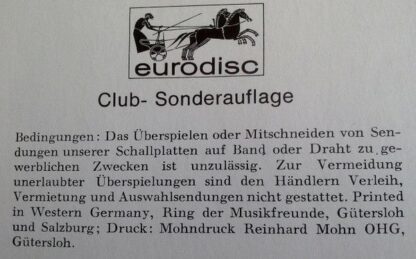 eurodisc
Club- Sonderauflage
Bedingungen: Das Überspielen oder Mitschneiden von Sen-
dungen unserer Schallplatten auf Band oder Draht zu ge-
werblichen Zwecken ist unzulässig. Zur Vermeidung
unerlaubter Überspielungen sind den Händlern Verleih,
Vermietung und Auswahlsendungen nicht gestattet. Printed
in Western Germany, Ring der Musikfreunde, Gütersloh
und Salzburg; Druck: Mohndruck Reinhard Mohn OHG,
Gütersloh.